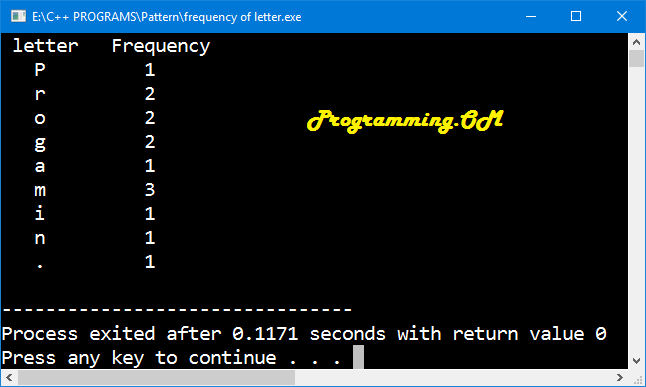 E:\C++ PROGRAMS\Pattern\frequency of letter.exe
letter Frequency
P 1
r 2
o 2
g 2
a 1
m 3
i 1
n 1
. 1
Programming.OM
--------------------------------
Process exited after 0.1171 seconds with return value 0
Press any key to continue . . .